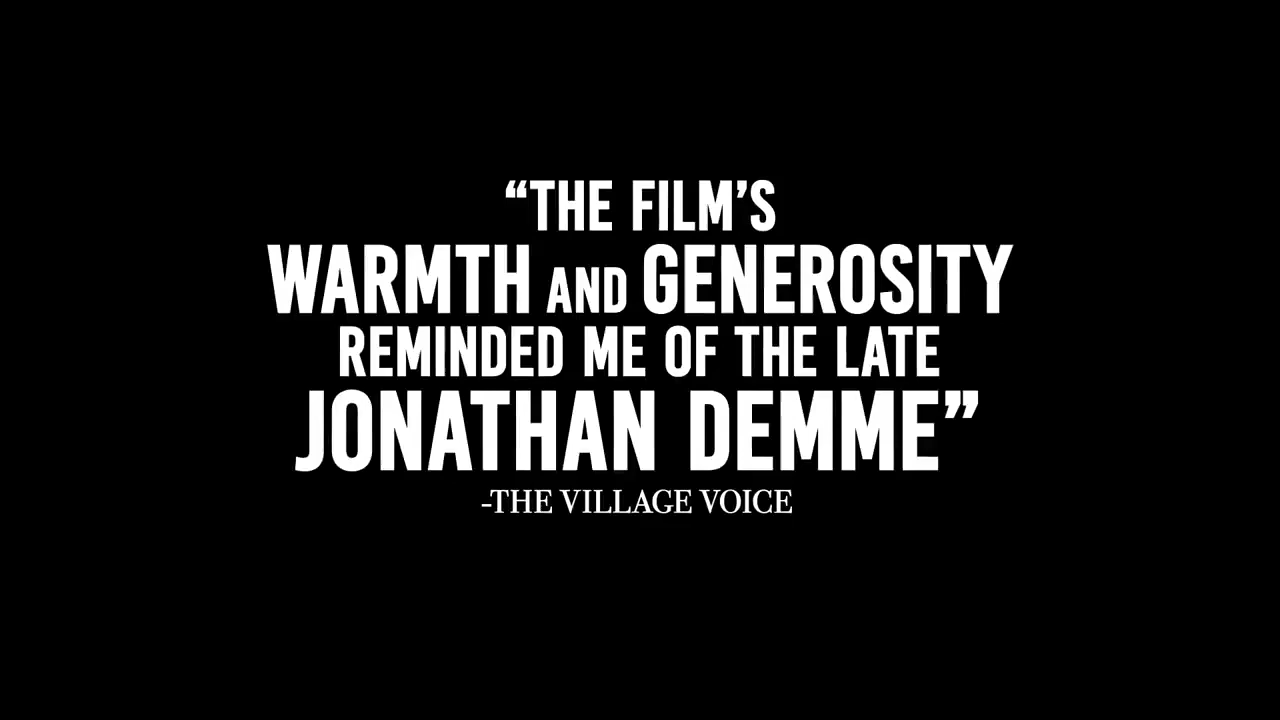 “THE FILM’S
WARMTH AND GENEROSITY
REMINDED ME OF THE LATE
JONATHAN DEMME”
-THE VILLAGE VOICE